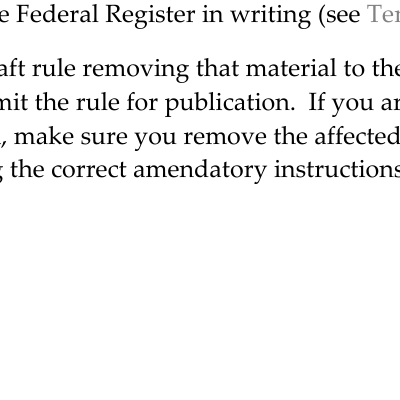 e Federal Register in writing (see Ter
aft rule removing that material to the
mit the rule for publication.  If you ar
, make sure you remove the affected
g the correct amendatory instructions